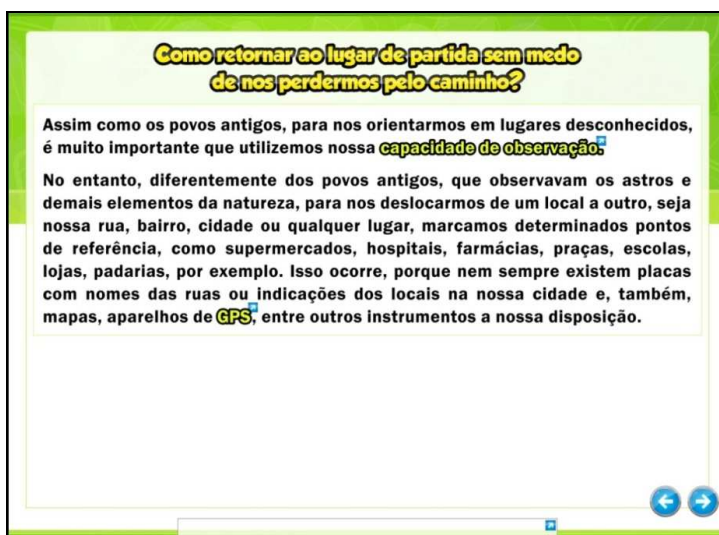 Como retornar ao lugar de partida sem medo
de nos perdermos pelo caminho?
Assim como os povos antigos, para nos orientarmos em lugares desconhecidos,
é muito importante que utilizemos nossa capacidade de observação.
No entanto, diferentemente dos povos antigos, que observavam os astros e
demais elementos da natureza, para nos deslocarmos de um local a outro, seja
nossa rua, bairro, cidade ou qualquer lugar, marcamos determinados pontos
de referência, como supermercados, hospitais, farmácias, praças, escolas,
lojas, padarias, por exemplo. Isso ocorre, porque nem sempre existem placas
com nomes das ruas ou indicações dos locais na nossa cidade e, também,
mapas, aparelhos de GPS, entre outros instrumentos a nossa disposição.